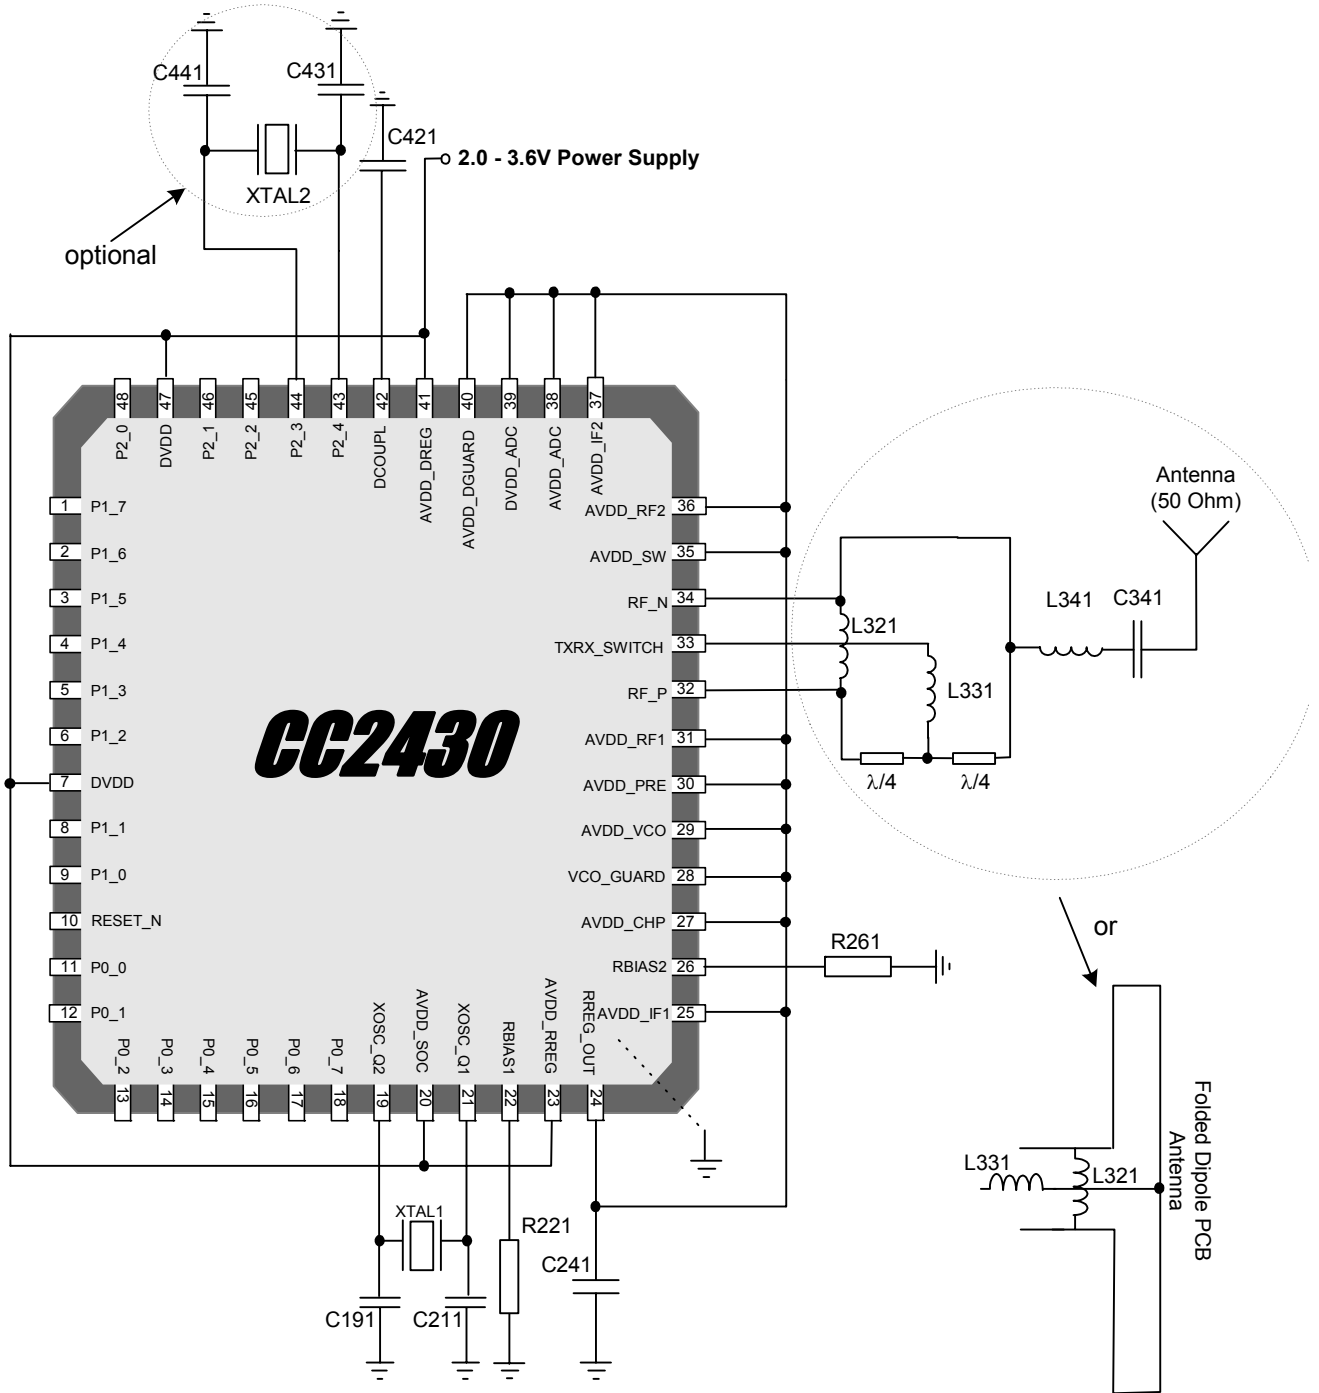 C441
C431
C421
2.0 - 3.6V Power Supply
XTAL2
optional
48
47
46
45
44
43
42
41
40
39
38
37
P2_0
DVDD
P2_1
P2_2
P2_3
P2_4
DCOUPL
AVDD_DREG
AVDD_DGUARD
DVDD_ADC
AVDD_ADC
AVDD_IF2
1 P1_7
2 P1_6
3 P1_5
4 P1_4
5 P1_3
6 P1_2
7 DVDD
8 P1_1
9 P1_0
10 RESET_N
11 P0_0
12 P0_1
CC2430
AVDD_RF2 36
AVDD_SW 35
RF_N 34
TXRX_SWITCH 33
RF_P 32
AVDD_RF1 31
AVDD_PRE 30
AVDD_VCO 29
VCO_GUARD 28
AVDD_CHP 27
RBIAS2 26
AVDD_IF1 25
P0_2
P0_3
P0_4
P0_5
P0_6
P0_7
XOSC_Q2
AVDD_SOC
XOSC_Q1
RBIAS1
AVDD_RREG
RREG_OUT
13
14
15
16
17
18
19
20
21
22
23
24
Antenna
(50 Ohm)
L341
C341
L321
L331
λ/4
λ/4
or
R261
XTAL1
R221
C241
C191
C211
L331
L321
Folded Dipole PCB
Antenna